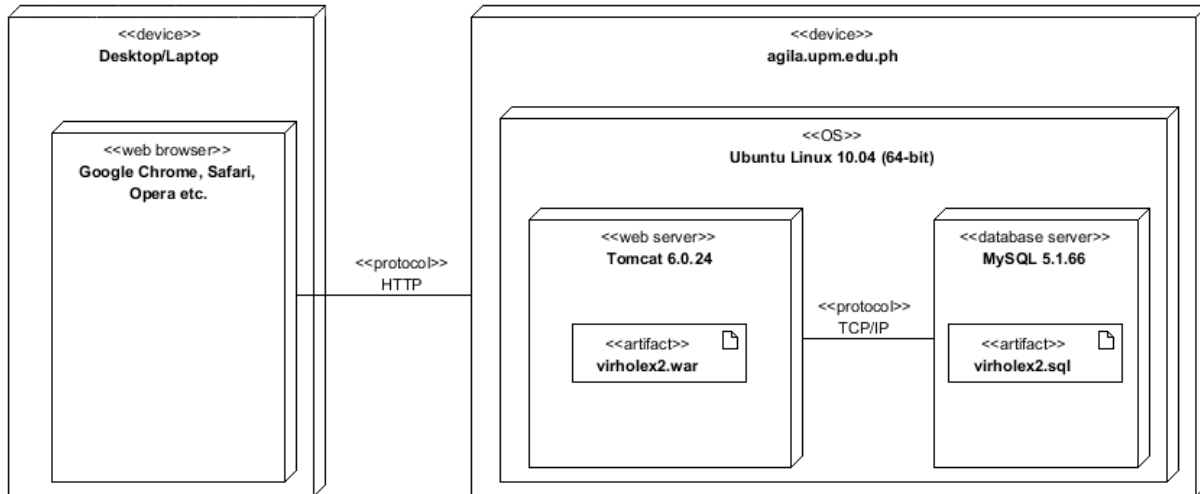 <<device>>
Desktop/Laptop
<<web browser>>
Google Chrome, Safari,
Opera etc.
<<protocol>>
HTTP
<<device>>
agila.upm.edu.ph
<<OS>>
Ubuntu Linux 10.04 (64-bit)
<<web server>>
Tomcat 6.0.24
<<artifact>>
virholex2.war
<<protocol>>
TCP/IP
<<database server>>
MySQL 5.1.66
<<artifact>>
virholex2.sql